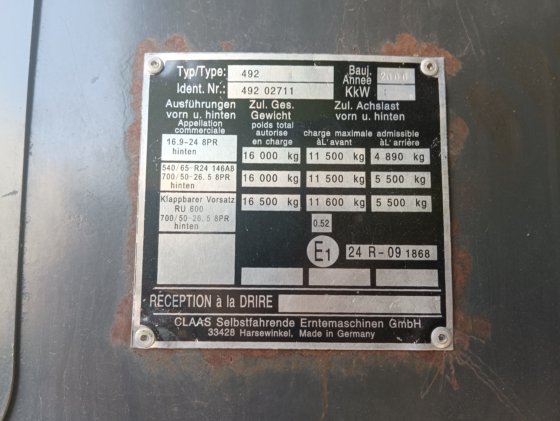 Typ/Type: 492 Bauj. Année 2000
Ident. Nr.: 492 02711 KkW
Ausführungen vorn u. hinten Zul. Ges. Gewicht Zul. Achslast vorn u. hinten
Appellation commerciale poids total autorise en charge charge maximale admissible
àL'avant àL'arrière
16.9-24 8PR hinten 16 000 kg 11 500 kg 4 890 kg
540/65-R24 146A8
700/50-26.5 8PR hinten 16 000 kg 11 500 kg 5 500 kg
Klappbarer Vorsatz RU 600
700/50-26.5 8PR hinten 16 500 kg 11 600 kg 5 500 kg
0.52
E1 24 R-09 1868
RÉCEPTION à la DRIRE
CLAAS Selbstfahrende Erntemaschinen GmbH
33428 Harsewinkel, Made in Germany